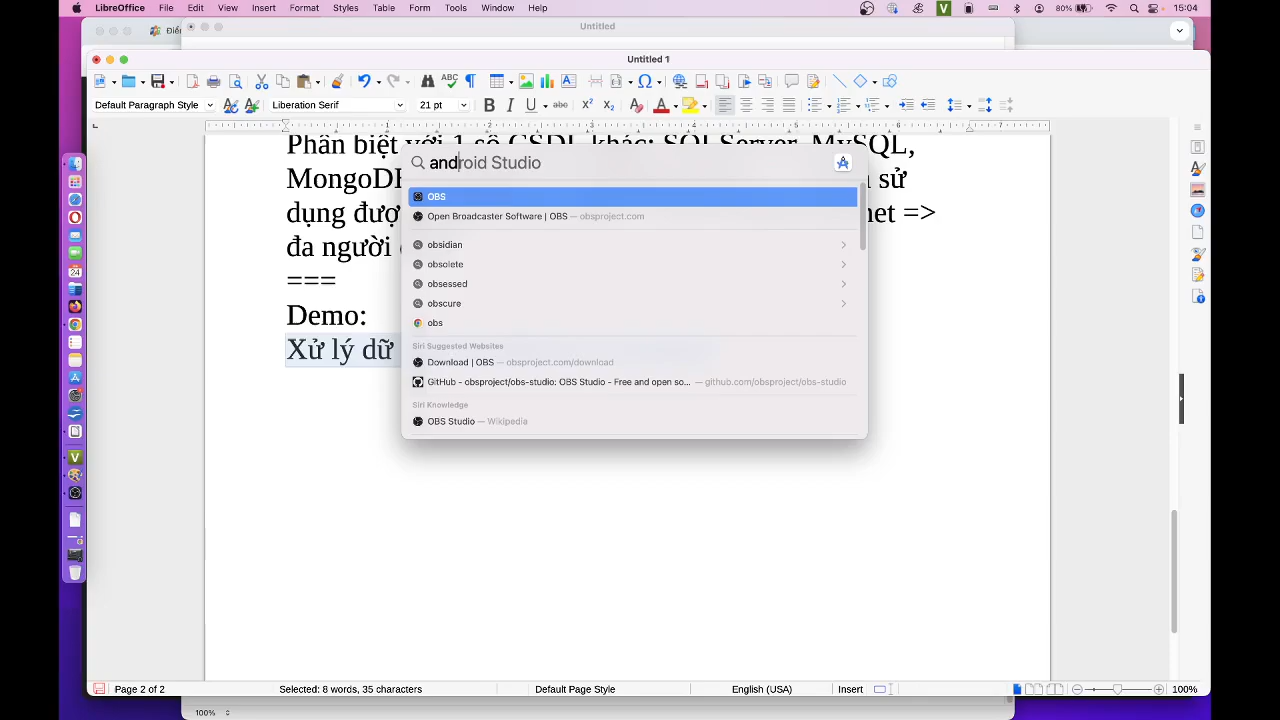 LibreOffice File Edit View Insert Format Styles Table Form Tools Window Help
V 80% 15:04
Điề
Untitled
Untitled 1
Default Paragraph Style Liberation Serif 21 pt
Phân biệt với 1 số CSDL khác: SQLServer, MySQL,
android Studio
MongoDB sử
OBS
dụng đượ net =>
Open Broadcaster Software | OBS — obsproject.com
đa người
obsidian
obsolete
===
obsessed
obscure
Demo:
obs
Siri Suggested Websites
Xử lý dữ
Download | OBS — obsproject.com/download
GitHub - obsproject/obs-studio: OBS Studio - Free and open so... — github.com/obsproject/obs-studio
Siri Knowledge
OBS Studio — Wikipedia
Page 2 of 2 Selected: 8 words, 35 characters Default Page Style English (USA) Insert 100%
100%